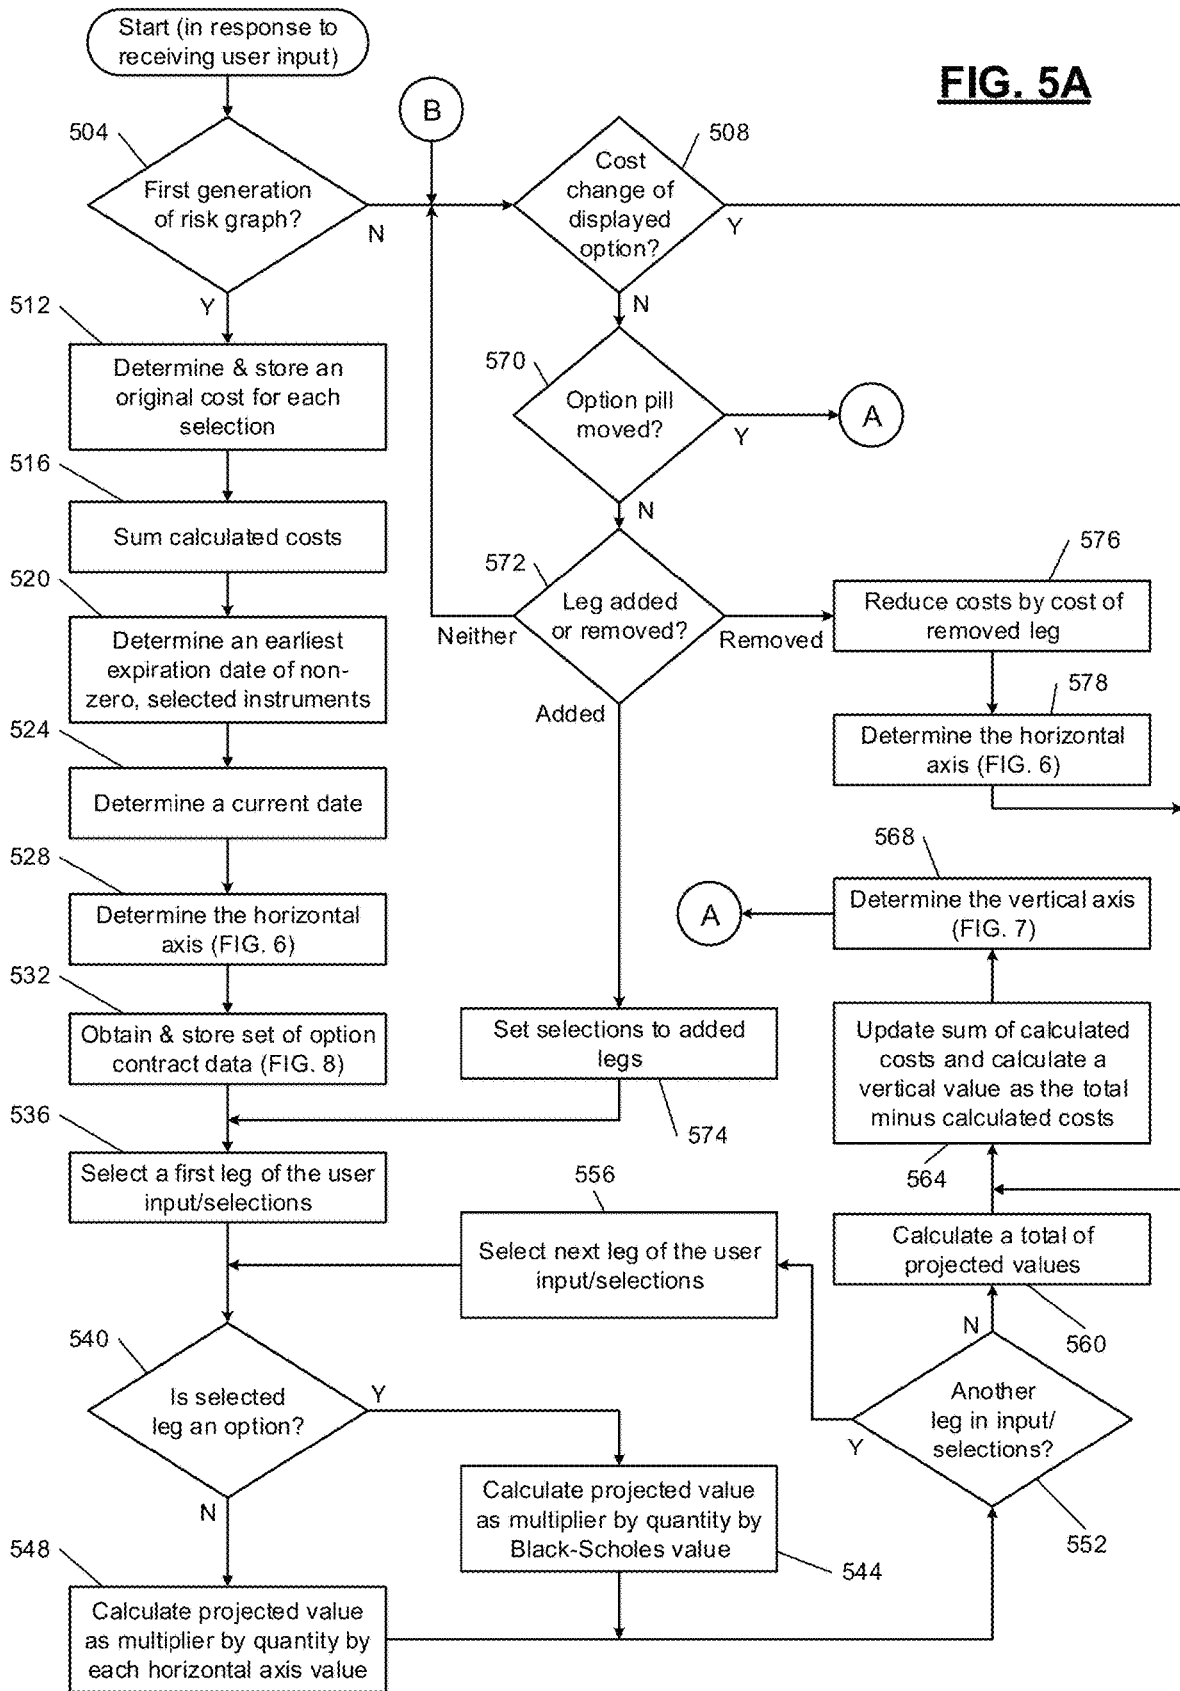 Start (in response to
receiving user input)
FIG. 5A
B
504
508
First generation
of risk graph?
N
Y
Cost
change of
displayed
option?
Y
N
512
Determine & store an
original cost for each
selection
570
Option pill
moved?
Y
A
N
516
Sum calculated costs
572
Leg added
or removed?
Neither
Removed
Added
576
Reduce costs by cost of
removed leg
520
Determine an earliest
expiration date of non-
zero, selected instruments
578
Determine the horizontal
axis (FIG. 6)
524
Determine a current date
528
Determine the horizontal
axis (FIG. 6)
568
Determine the vertical axis
(FIG. 7)
A
532
Obtain & store set of option
contract data (FIG. 8)
Set selections to added
legs
574
Update sum of calculated
costs and calculate a
vertical value as the total
minus calculated costs
564
536
Select a first leg of the user
input/selections
556
Select next leg of the user
input/selections
Calculate a total of
projected values
560
540
Is selected
leg an option?
Y
N
N
Another
leg in input/
selections?
Y
552
Calculate projected value
as multiplier by quantity by
Black-Scholes value
544
548
Calculate projected value
as multiplier by quantity by
each horizontal axis value